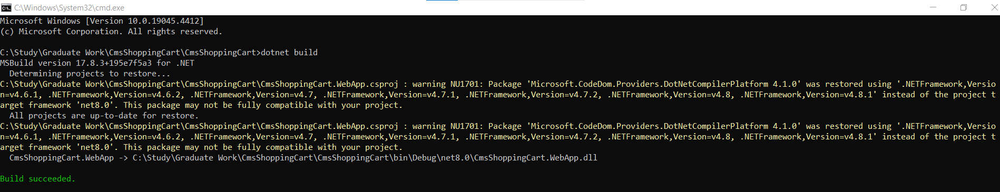 C:\Windows\System32\cmd.exe
Microsoft Windows [Version 10.0.19045.4412]
(c) Microsoft Corporation. All rights reserved.
C:\Study\Graduate Work\CmsShoppingCart\CmsShoppingCart>dotnet build
MSBuild version 17.8.3+195e7f5a3 for .NET
  Determining projects to restore...
C:\Study\Graduate Work\CmsShoppingCart\CmsShoppingCart\CmsShoppingCart.WebApp.csproj : warning NU1701: Package 'Microsoft.CodeDom.Providers.DotNetCompilerPlatform 4.1.0' was restored using '.NETFramework,Versio
n=v4.6.1, .NETFramework,Version=v4.6.2, .NETFramework,Version=v4.7, .NETFramework,Version=v4.7.1, .NETFramework,Version=v4.7.2, .NETFramework,Version=v4.8, .NETFramework,Version=v4.8.1' instead of the project t
arget framework 'net8.0'. This package may not be fully compatible with your project.
  All projects are up-to-date for restore.
C:\Study\Graduate Work\CmsShoppingCart\CmsShoppingCart\CmsShoppingCart.WebApp.csproj : warning NU1701: Package 'Microsoft.CodeDom.Providers.DotNetCompilerPlatform 4.1.0' was restored using '.NETFramework,Versio
n=v4.6.1, .NETFramework,Version=v4.6.2, .NETFramework,Version=v4.7, .NETFramework,Version=v4.7.1, .NETFramework,Version=v4.7.2, .NETFramework,Version=v4.8, .NETFramework,Version=v4.8.1' instead of the project t
arget framework 'net8.0'. This package may not be fully compatible with your project.
  CmsShoppingCart.WebApp -> C:\Study\Graduate Work\CmsShoppingCart\CmsShoppingCart\bin\Debug\net8.0\CmsShoppingCart.WebApp.dll
Build succeeded.